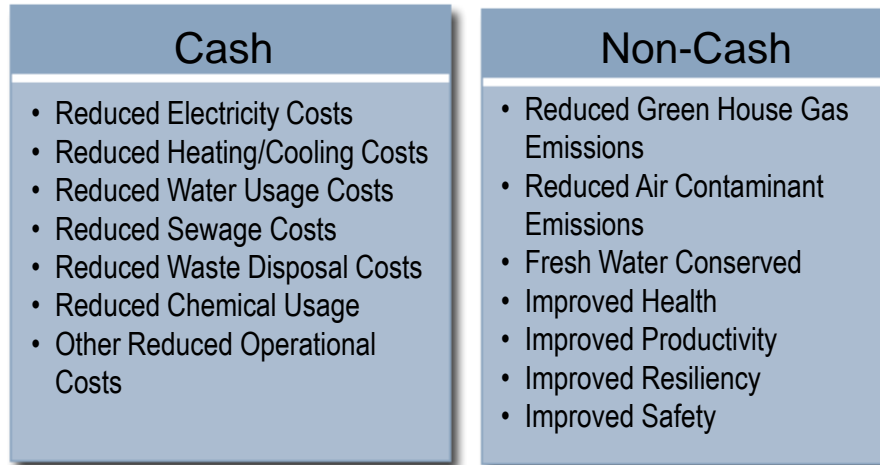 Cash
• Reduced Electricity Costs
• Reduced Heating/Cooling Costs
• Reduced Water Usage Costs
• Reduced Sewage Costs
• Reduced Waste Disposal Costs
• Reduced Chemical Usage
• Other Reduced Operational
Costs
Non-Cash
• Reduced Green House Gas
Emissions
• Reduced Air Contaminant
Emissions
• Fresh Water Conserved
• Improved Health
• Improved Productivity
• Improved Resiliency
• Improved Safety